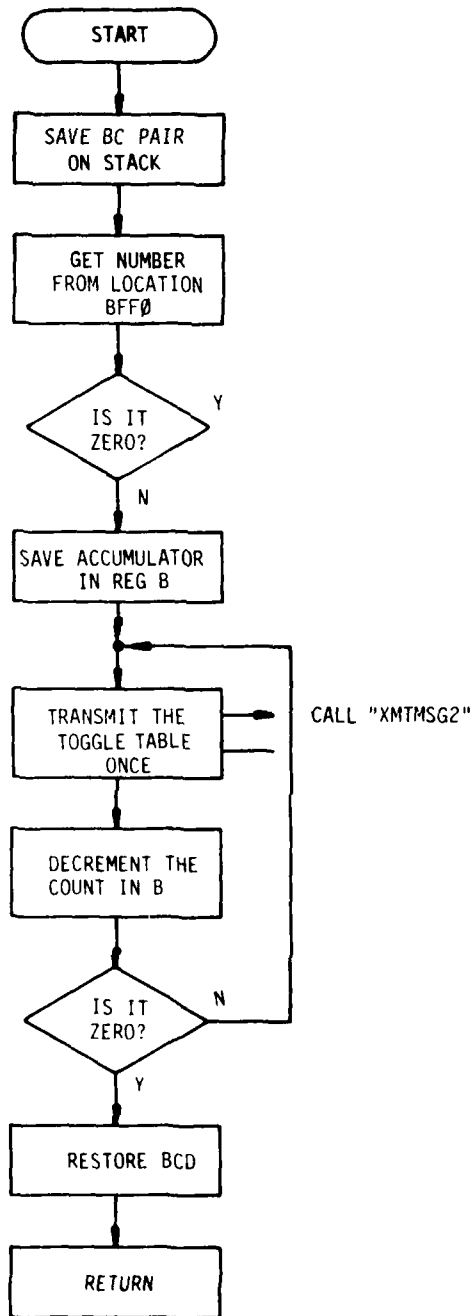 START
SAVE BC PAIR
ON STACK
GET NUMBER
FROM LOCATION
BFFØ
IS IT
ZERO?
Y
N
SAVE ACCUMULATOR
IN REG B
TRANSMIT THE
TOGGLE TABLE
ONCE
CALL "XMTMSG2"
DECREMENT THE
COUNT IN B
IS IT
ZERO?
N
Y
RESTORE BCD
RETURN